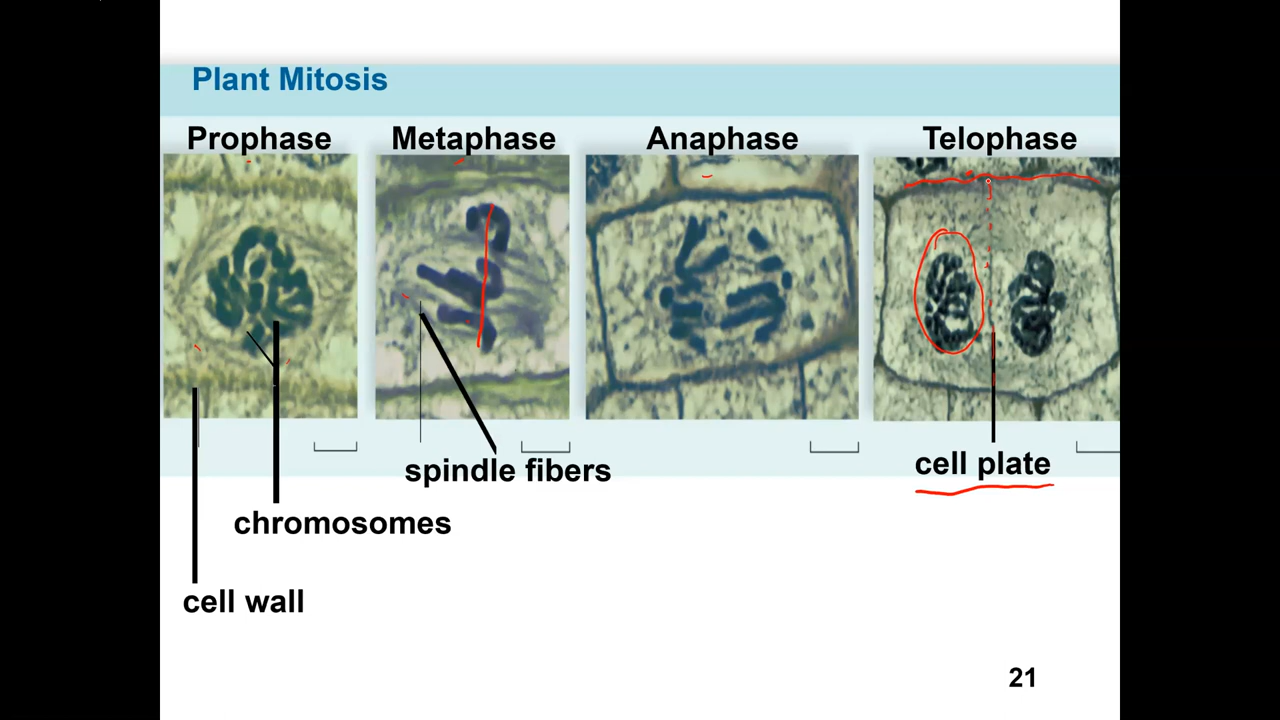 Plant Mitosis
Prophase
Metaphase
Anaphase
Telophase
spindle fibers
cell plate
chromosomes
cell wall
21